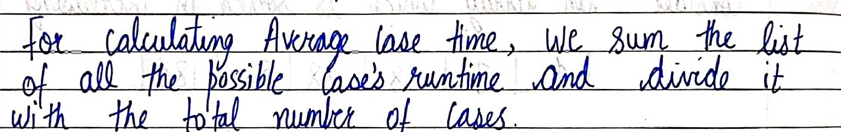 For calculating Average case time, we sum the list
of all the possible case's runtime and divide it
with the total number of cases.